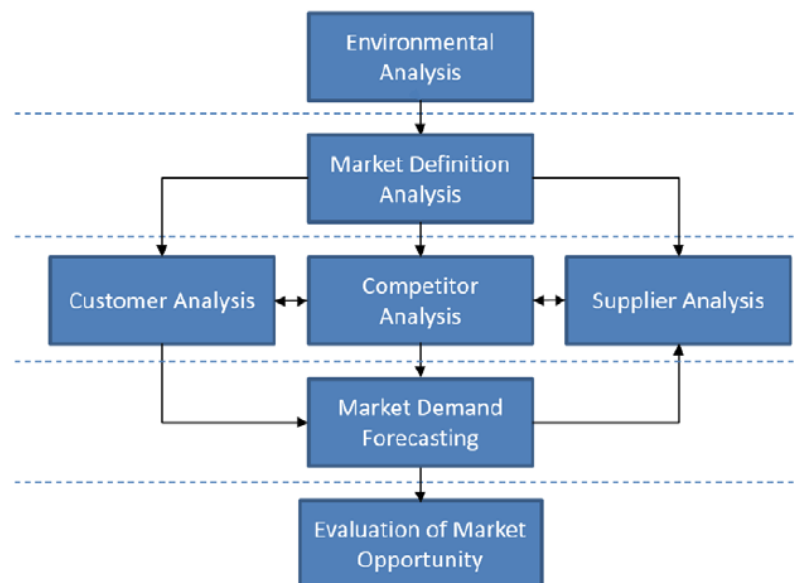 Environmental
Analysis
Market Definition
Analysis
Customer Analysis
Competitor
Analysis
Supplier Analysis
Market Demand
Forecasting
Evaluation of Market
Opportunity